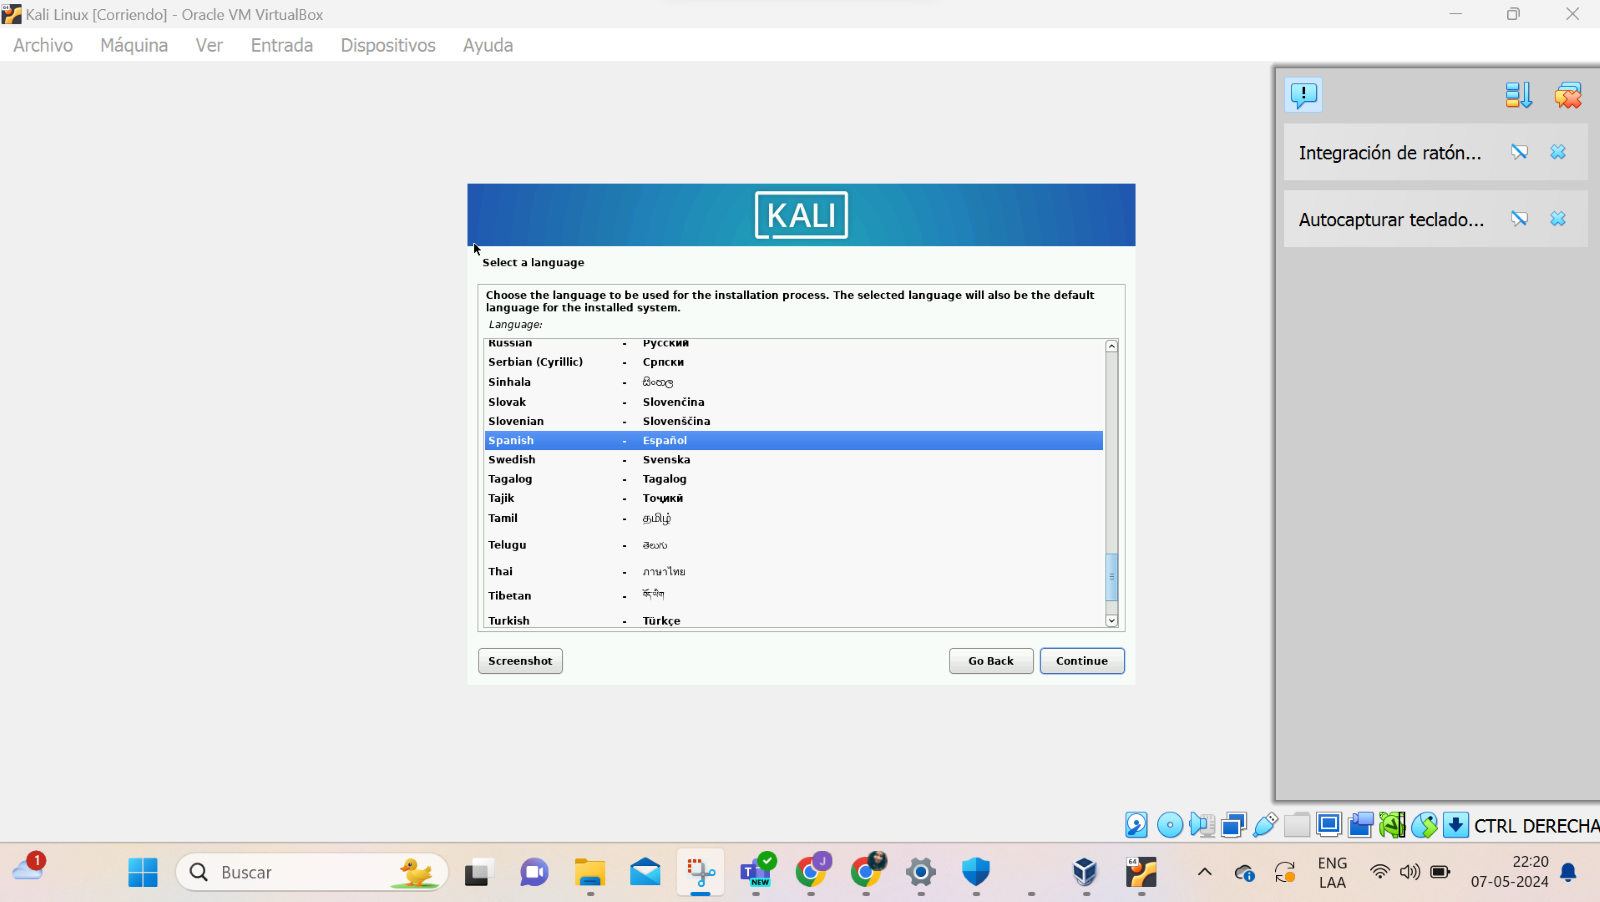 Kali Linux [Corriendo] - Oracle VM VirtualBox
Archivo Máquina Ver Entrada Dispositivos Ayuda
Integración de ratón...
Autocapturar teclado...
KALI
Select a language
Choose the language to be used for the installation process. The selected language will also be the default
language for the installed system.
Language:
Russian - Русский
Serbian (Cyrillic) - Српски
Sinhala - සිංහල
Slovak - Slovenčina
Slovenian - Slovenščina
Spanish - Español
Swedish - Svenska
Tagalog - Tagalog
Tajik - Тоҷикӣ
Tamil - தமிழ்
Telugu - తెలుగు
Thai - ภาษาไทย
Tibetan - བོད་ཡིག
Turkish - Türkçe
Screenshot Go Back Continue
CTRL DERECHA
1
Buscar
NEW
J
64
ENG
LAA
22:20
07-05-2024